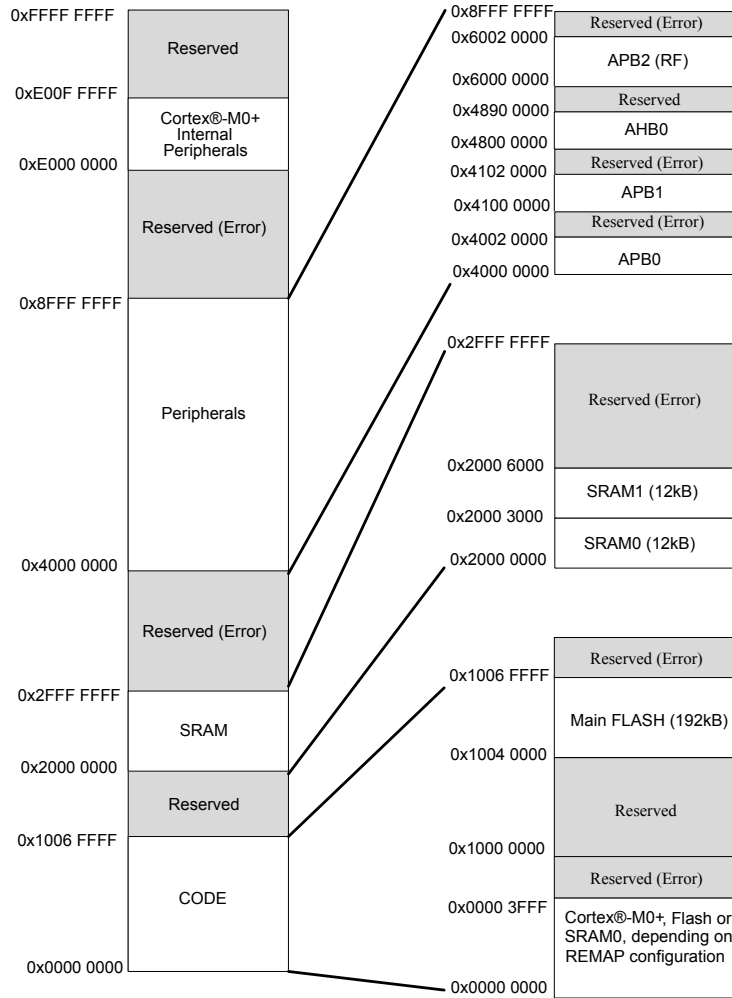 0xFFFF FFFF
Reserved
0xE00F FFFF
Cortex®-M0+
Internal
Peripherals
0xE000 0000
Reserved (Error)
0x8FFF FFFF
Peripherals
0x4000 0000
Reserved (Error)
0x2FFF FFFF
SRAM
0x2000 0000
Reserved
0x1006 FFFF
CODE
0x0000 0000
0x8FFF FFFF
Reserved (Error)
0x6002 0000
APB2 (RF)
0x6000 0000
Reserved
0x4890 0000
AHB0
0x4800 0000
Reserved (Error)
0x4102 0000
APB1
0x4100 0000
Reserved (Error)
0x4002 0000
APB0
0x4000 0000
0x2FFF FFFF
Reserved (Error)
0x2000 6000
SRAM1 (12kB)
0x2000 3000
SRAM0 (12kB)
0x2000 0000
Reserved (Error)
0x1006 FFFF
Main FLASH (192kB)
0x1004 0000
Reserved
0x1000 0000
Reserved (Error)
0x0000 3FFF
Cortex®-M0+, Flash or
SRAM0, depending on
REMAP configuration
0x0000 0000